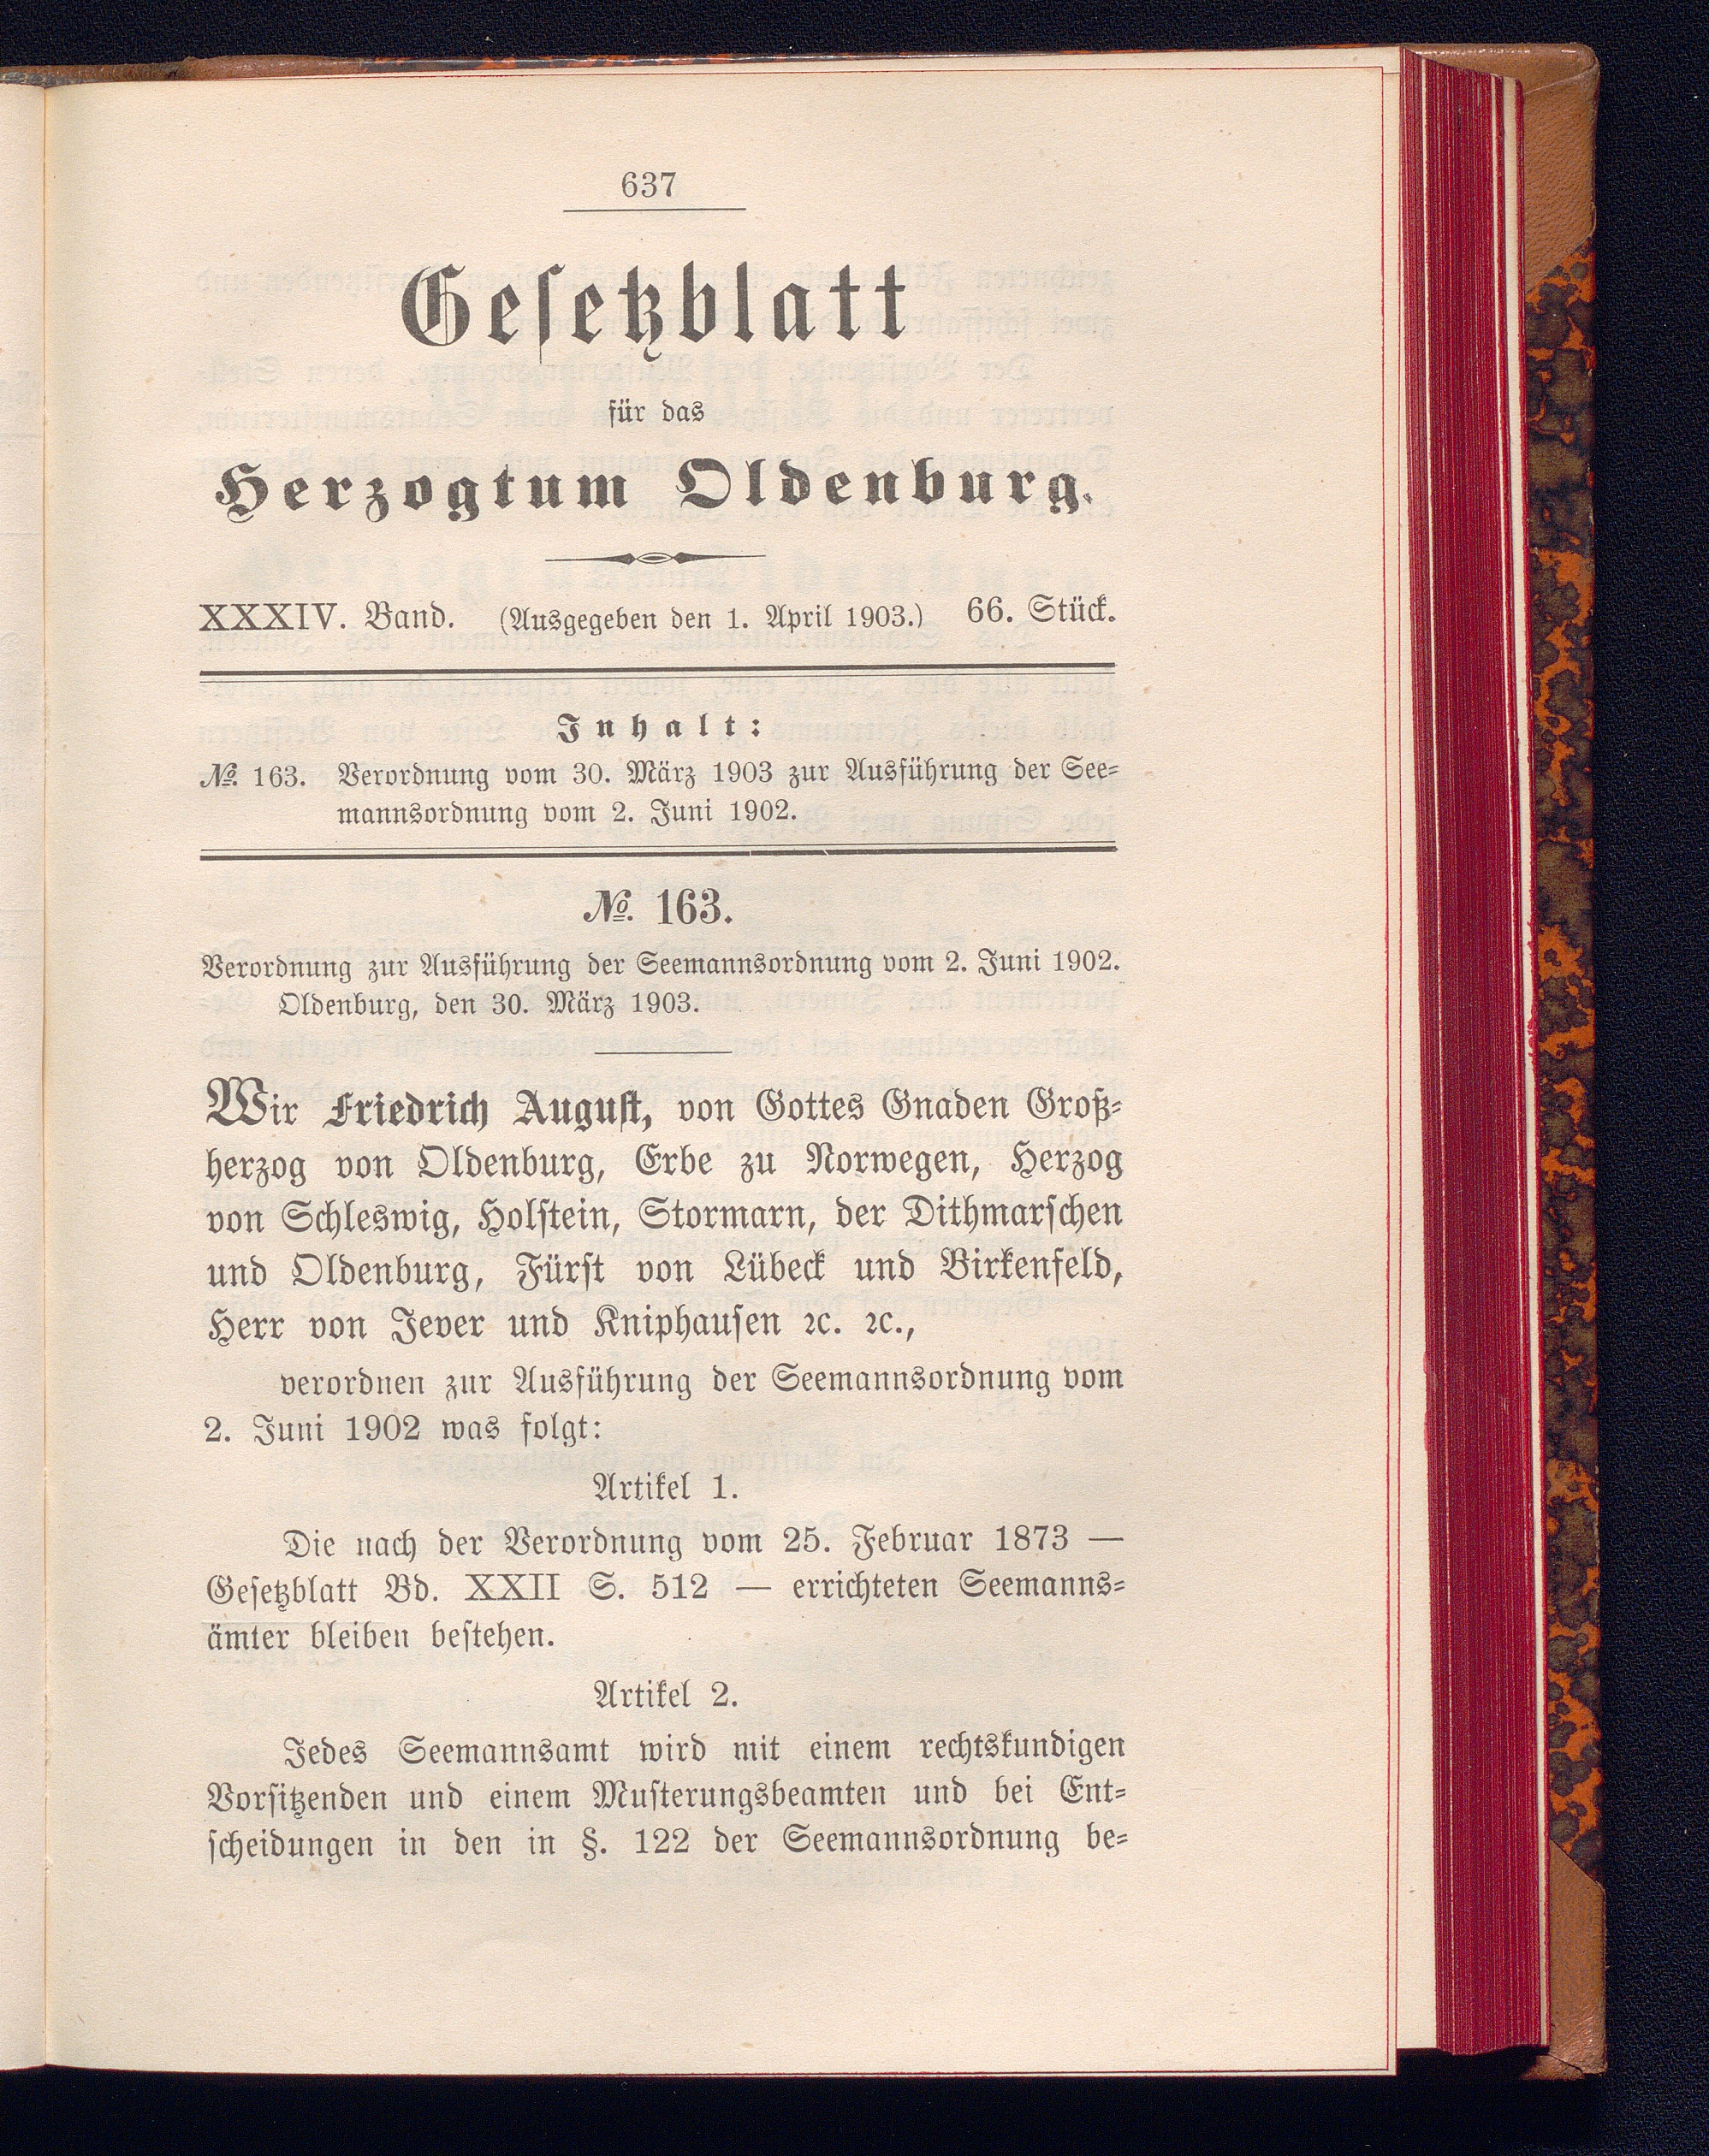 637
Gesetzblatt
für das
Herzogtum Oldenburg.
XXXIV. Band. (Ausgegeben den 1. April 1903.) 66. Stück.
Inhalt:
№. 163. Verordnung vom 30. März 1903 zur Ausführung der See-
mannsordnung vom 2. Juni 1902.
№. 163.
Verordnung zur Ausführung der Seemannsordnung vom 2. Juni 1902.
Oldenburg, den 30. März 1903.
Wir Friedrich August, von Gottes Gnaden Groß-
herzog von Oldenburg, Erbe zu Norwegen, Herzog
von Schleswig, Holstein, Stormarn, der Dithmarschen
und Oldenburg, Fürst von Lübeck und Birkenfeld,
Herr von Jever und Kniphausen ꝛc. ꝛc.,
verordnen zur Ausführung der Seemannsordnung vom
2. Juni 1902 was folgt:
Artikel 1.
Die nach der Verordnung vom 25. Februar 1873 —
Gesetzblatt Bd. XXII S. 512 — errichteten Seemanns-
ämter bleiben bestehen.
Artikel 2.
Jedes Seemannsamt wird mit einem rechtskundigen
Vorsitzenden und einem Musterungsbeamten und bei Ent-
scheidungen in den in §. 122 der Seemannsordnung be-